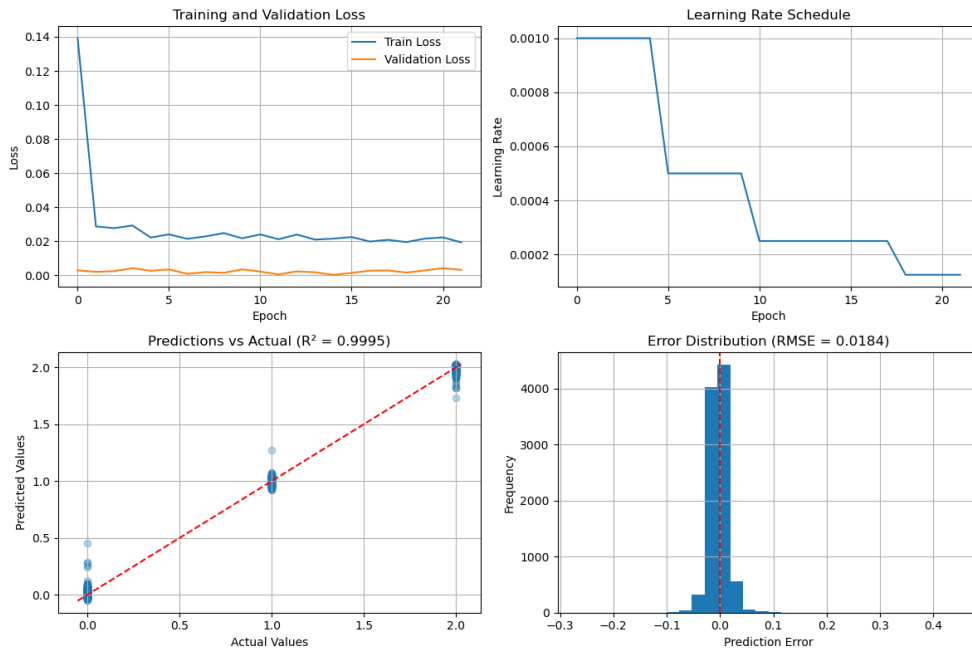 Training and Validation Loss
0.14
0.12
0.10
0.08
0.06
0.04
0.02
0.00
Loss
Train Loss
Validation Loss
0 5 10 15 20
Epoch
Learning Rate Schedule
0.0010
0.0008
0.0006
0.0004
0.0002
Learning Rate
0 5 10 15 20
Epoch
Predictions vs Actual (R² = 0.9995)
2.0
1.5
1.0
0.5
0.0
Predicted Values
0.0 0.5 1.0 1.5 2.0
Actual Values
Error Distribution (RMSE = 0.0184)
4000
3000
2000
1000
0
Frequency
−0.3 −0.2 −0.1 0.0 0.1 0.2 0.3 0.4
Prediction Error